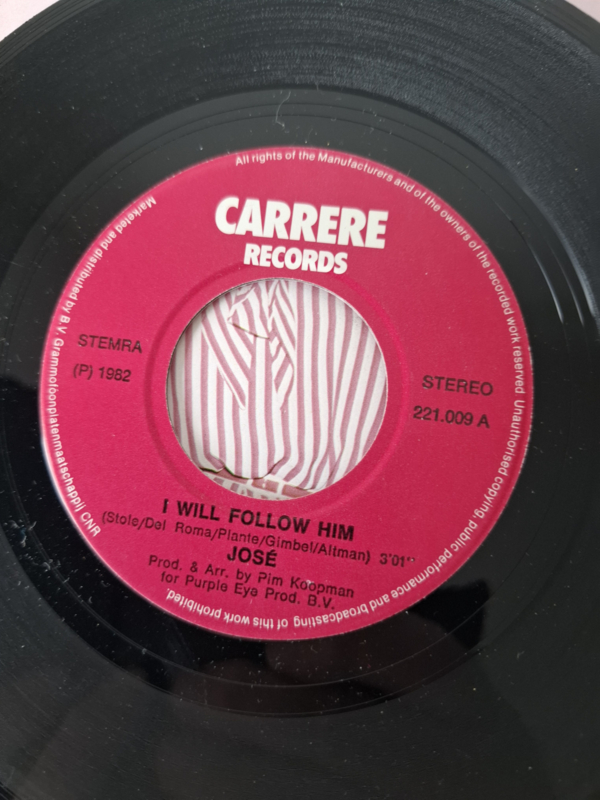 CARRERE
RECORDS
STEMRA
(P) 1982
STEREO
221.009 A
I WILL FOLLOW HIM
(Stole/Del Roma/Plante/Gimbel/Altman) 3'01"
JOSÉ
Prod. & Arr. by Pim Koopman
for Purple Eye Prod. B.V.
Marketed and distributed by B.V. Grammofoonplatenmaatschappij CNR
All rights of the Manufacturers and of the owners of the recorded work reserved. Unauthorised copying public performance and broadcasting of this work prohibited.